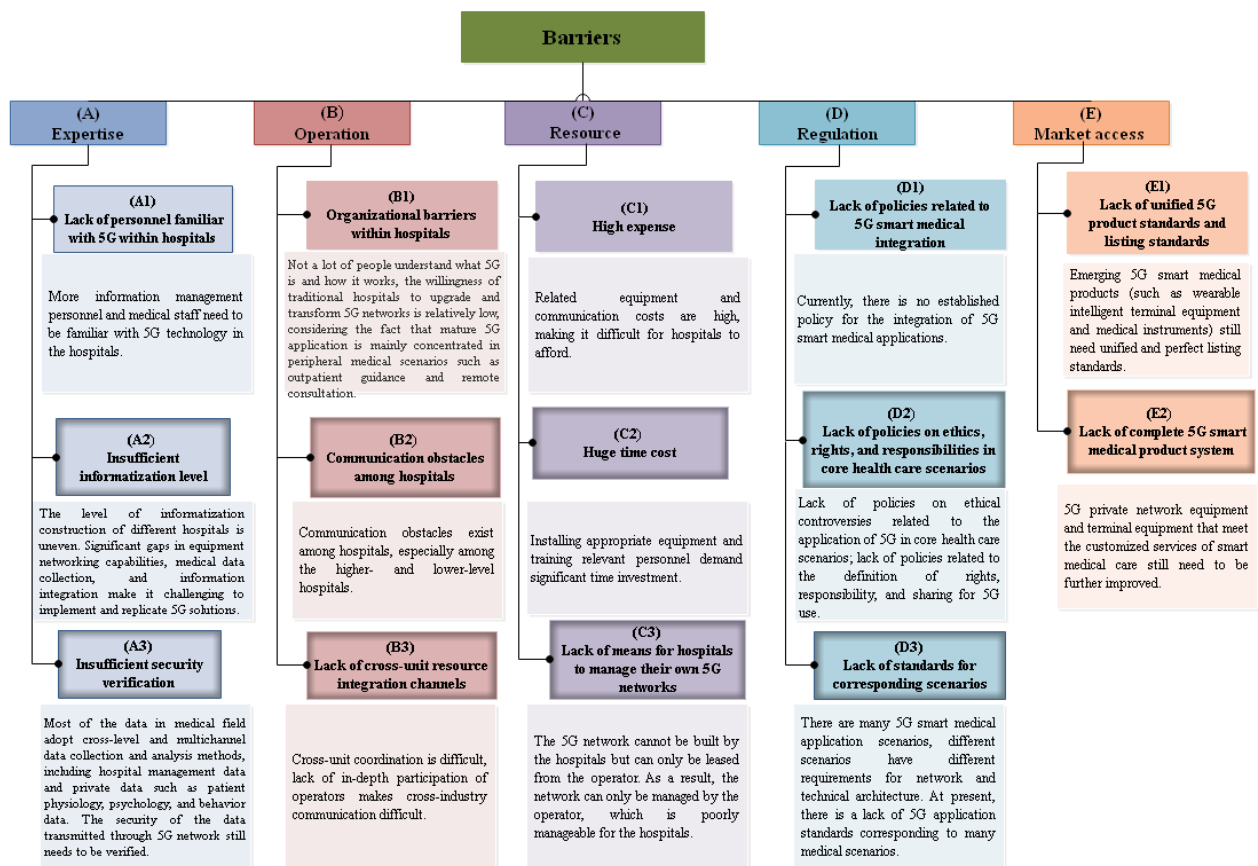 Barriers
(A)
Expertise
(A1)
Lack of personnel familiar
with 5G within hospitals
More information management
personnel and medical staff need to
be familiar with 5G technology in
the hospitals.
(A2)
Insufficient
informatization level
The level of informatization
construction of different hospitals is
uneven. Significant gaps in equipment
networking capabilities, medical data
collection, and information
integration make it challenging to
implement and replicate 5G solutions.
(A3)
Insufficient security
verification
Most of the data in medical field
adopt cross-level and multichannel
data collection and analysis methods,
including hospital management data
and private data such as patient
physiology, psychology, and behavior
data. The security of the data
transmitted through 5G network still
needs to be verified.
(B)
Operation
(B1)
Organizational barriers
within hospitals
Not a lot of people understand what 5G
is and how it works, the willingness of
traditional hospitals to upgrade and
transform 5G networks is relatively low,
considering the fact that mature 5G
application is mainly concentrated in
peripheral medical scenarios such as
outpatient guidance and remote
consultation.
(B2)
Communication obstacles
among hospitals
Communication obstacles exist
among hospitals, especially among
the higher- and lower-level
hospitals.
(B3)
Lack of cross-unit resource
integration channels
Cross-unit coordination is difficult,
lack of in-depth participation of
operators makes cross-industry
communication difficult.
(C)
Resource
(C1)
High expense
Related equipment and
communication costs are high,
making it difficult for hospitals to
afford.
(C2)
Huge time cost
Installing appropriate equipment and
training relevant personnel demand
significant time investment.
(C3)
Lack of means for hospitals
to manage their own 5G
networks
The 5G network cannot be built by
the hospitals but can only be leased
from the operator. As a result, the
network can only be managed by the
operator, which is poorly
manageable for the hospitals.
(D)
Regulation
(D1)
Lack of policies related to
5G smart medical
integration
Currently, there is no established
policy for the integration of 5G
smart medical applications.
(D2)
Lack of policies on ethics,
rights, and responsibilities in
core health care scenarios
Lack of policies on ethical
controversies related to the
application of 5G in core health care
scenarios; lack of policies related to
the definition of rights,
responsibility, and sharing for 5G
use.
(D3)
Lack of standards for
corresponding scenarios
There are many 5G smart medical
application scenarios, different
scenarios have different
requirements for network and
technical architecture. At present,
there is a lack of 5G application
standards corresponding to many
medical scenarios.
(E)
Market access
(E1)
Lack of unified 5G
product standards and
listing standards
Emerging 5G smart medical
products (such as wearable
intelligent terminal equipment
and medical instruments) still
need unified and perfect listing
standards.
(E2)
Lack of complete 5G smart
medical product system
5G private network equipment
and terminal equipment that meet
the customized services of smart
medical care still need to be
further improved.